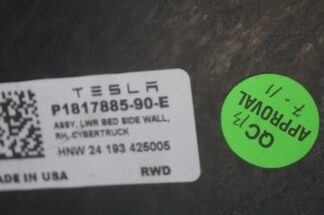 TESLA
P1817885-90-E
ASSY, LWR BED SIDE WALL,
RH, CYBERTRUCK
HNW 24 193 425005
MADE IN USA RWD
QC 13
APPROVAL
7-11